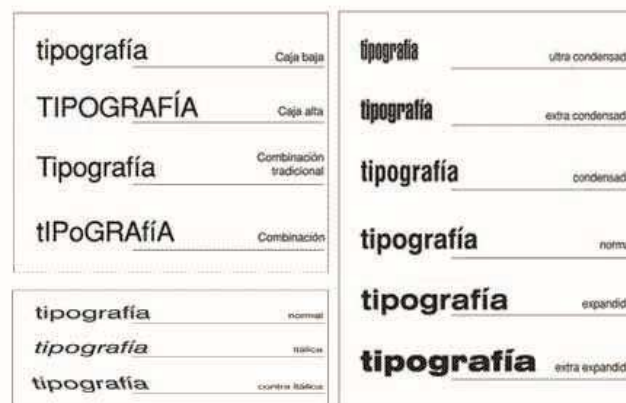 tipografía
Caja baja
TIPOGRAFÍA
Caja alta
Tipografía
Combinación
tradicional
tIPoGRAfíA
Combinación
tipografía
normal
tipografía
itálica
tipografía
contra itálica
tipografía
ultra condensad
tipografía
extra condensad
tipografía
condensad
tipografía
norm
tipografía
expandid
tipografía
extra expandid